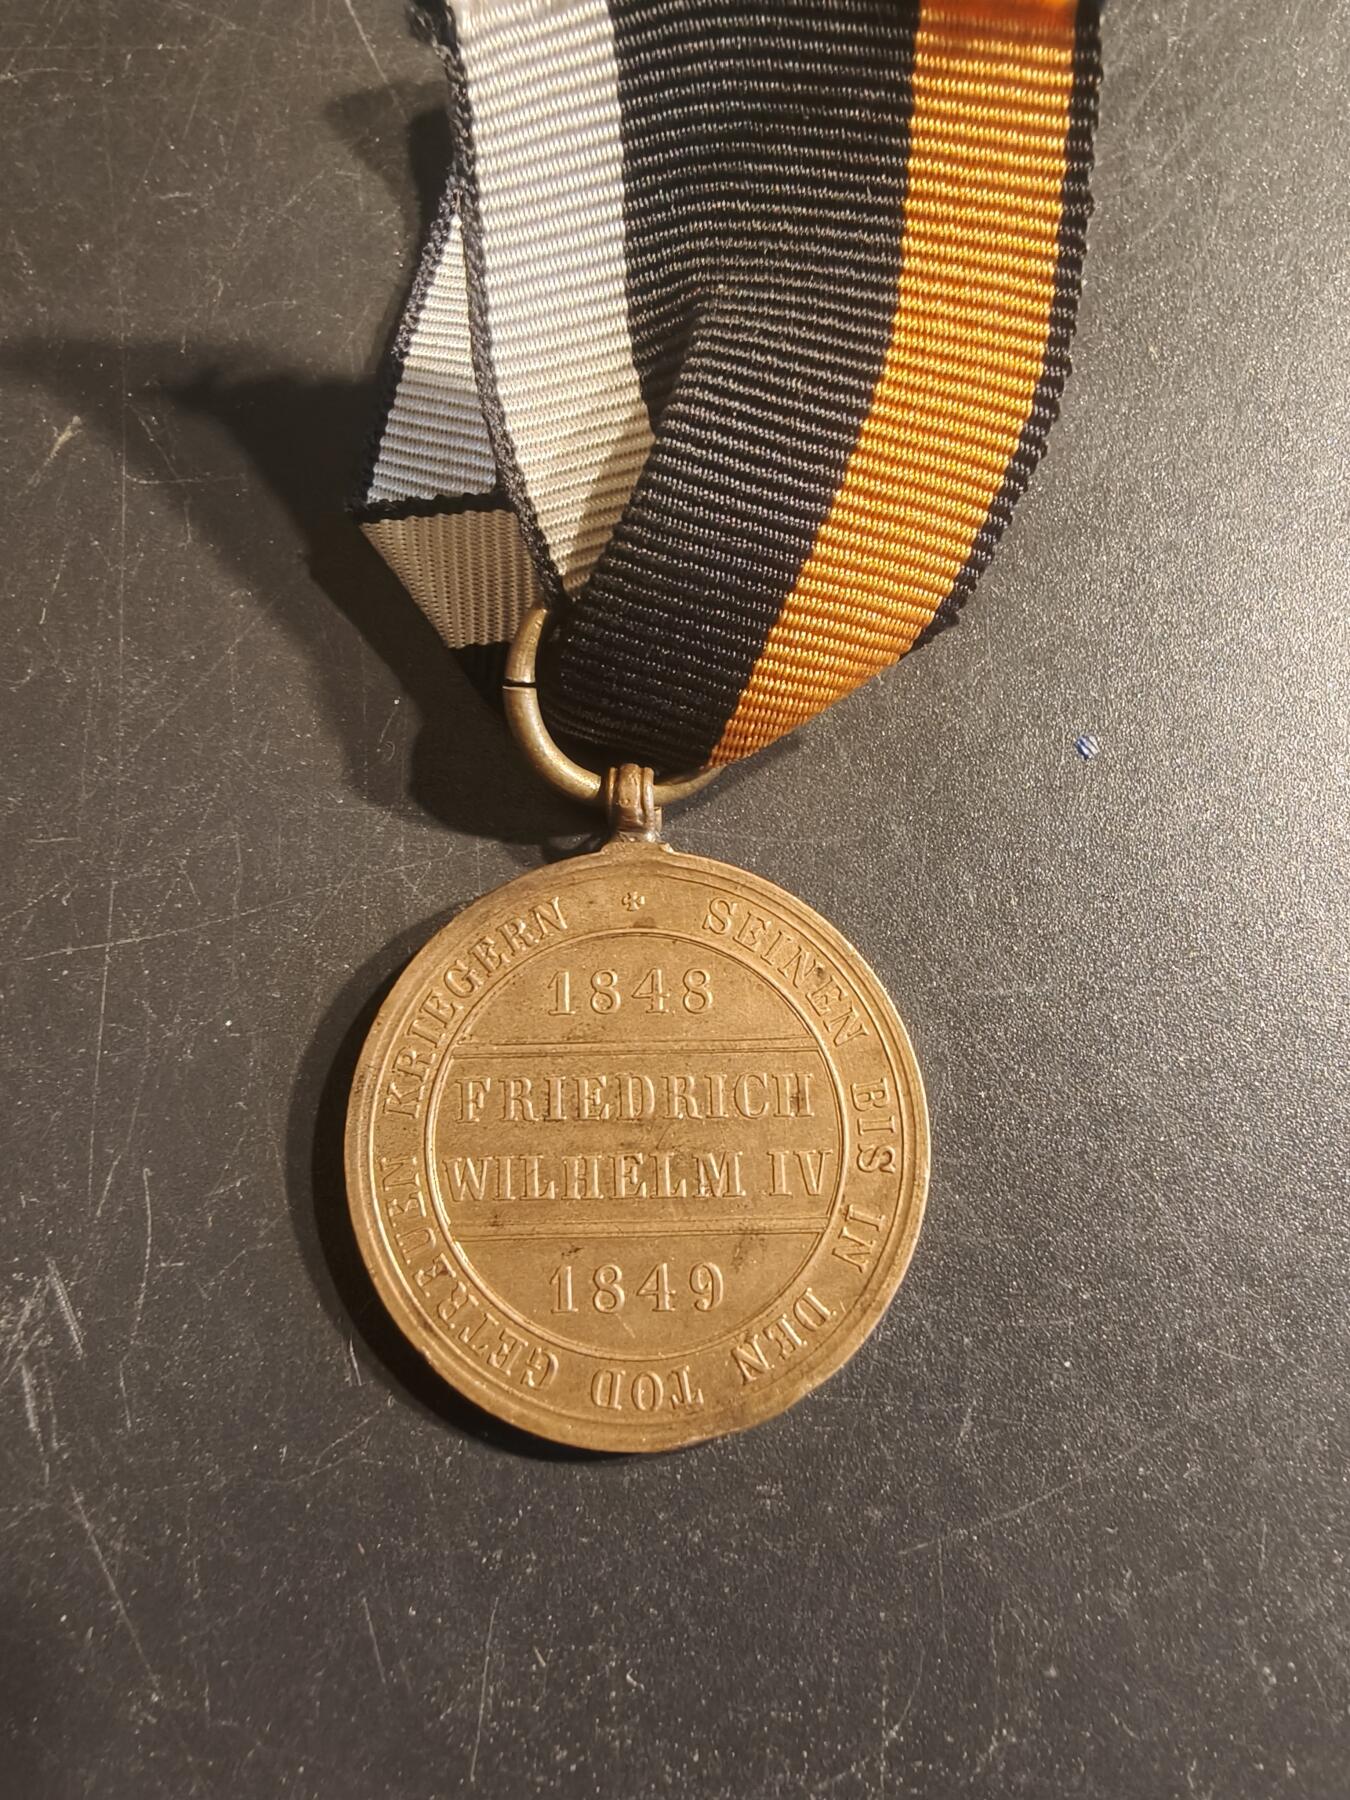 SEINEN BIS IN DEN TOD GETREUEN KRIEGERN
1848
FRIEDRICH
WILHELM IV
1849